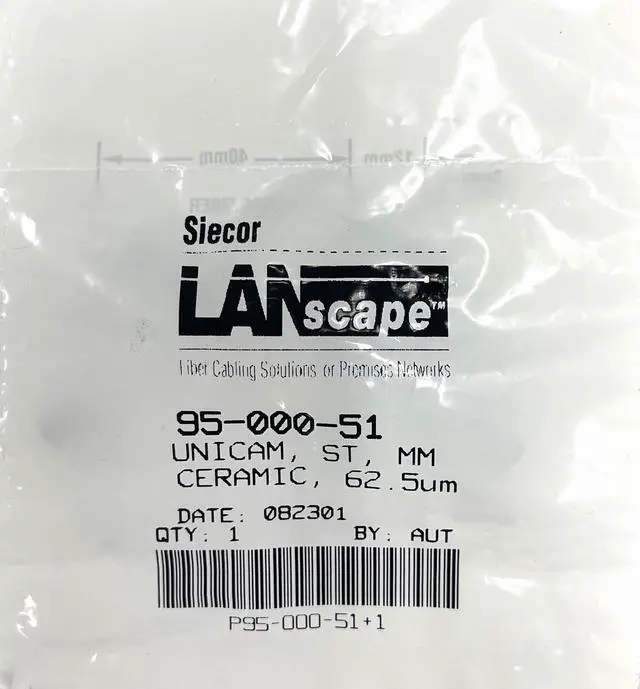 40mm
12mm
Siecor
LANscape™
Fiber Cabling Solutions for Premises Networks
95-000-51
UNICAM, ST, MM
CERAMIC, 62.5um
DATE: 082301
QTY: 1 BY: AUT
P95-000-51+1